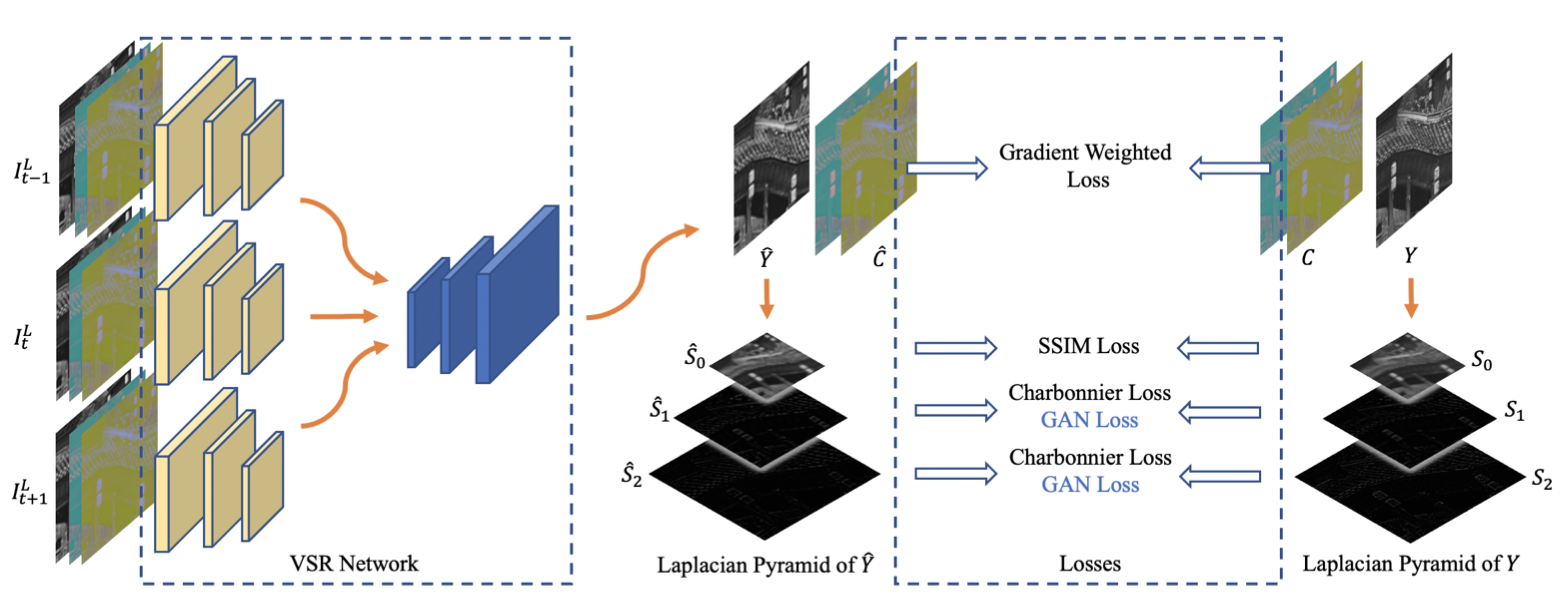 $I_{t-1}^{L}$
$I_{t}^{L}$
$I_{t+1}^{L}$
VSR Network
$\hat{Y}$
$\hat{C}$
$\hat{S}_0$
$\hat{S}_1$
$\hat{S}_2$
Laplacian Pyramid of $\hat{Y}$
Gradient Weighted
Loss
SSIM Loss
Charbonnier Loss
GAN Loss
Charbonnier Loss
GAN Loss
Losses
$C$
$Y$
$S_0$
$S_1$
$S_2$
Laplacian Pyramid of $Y$